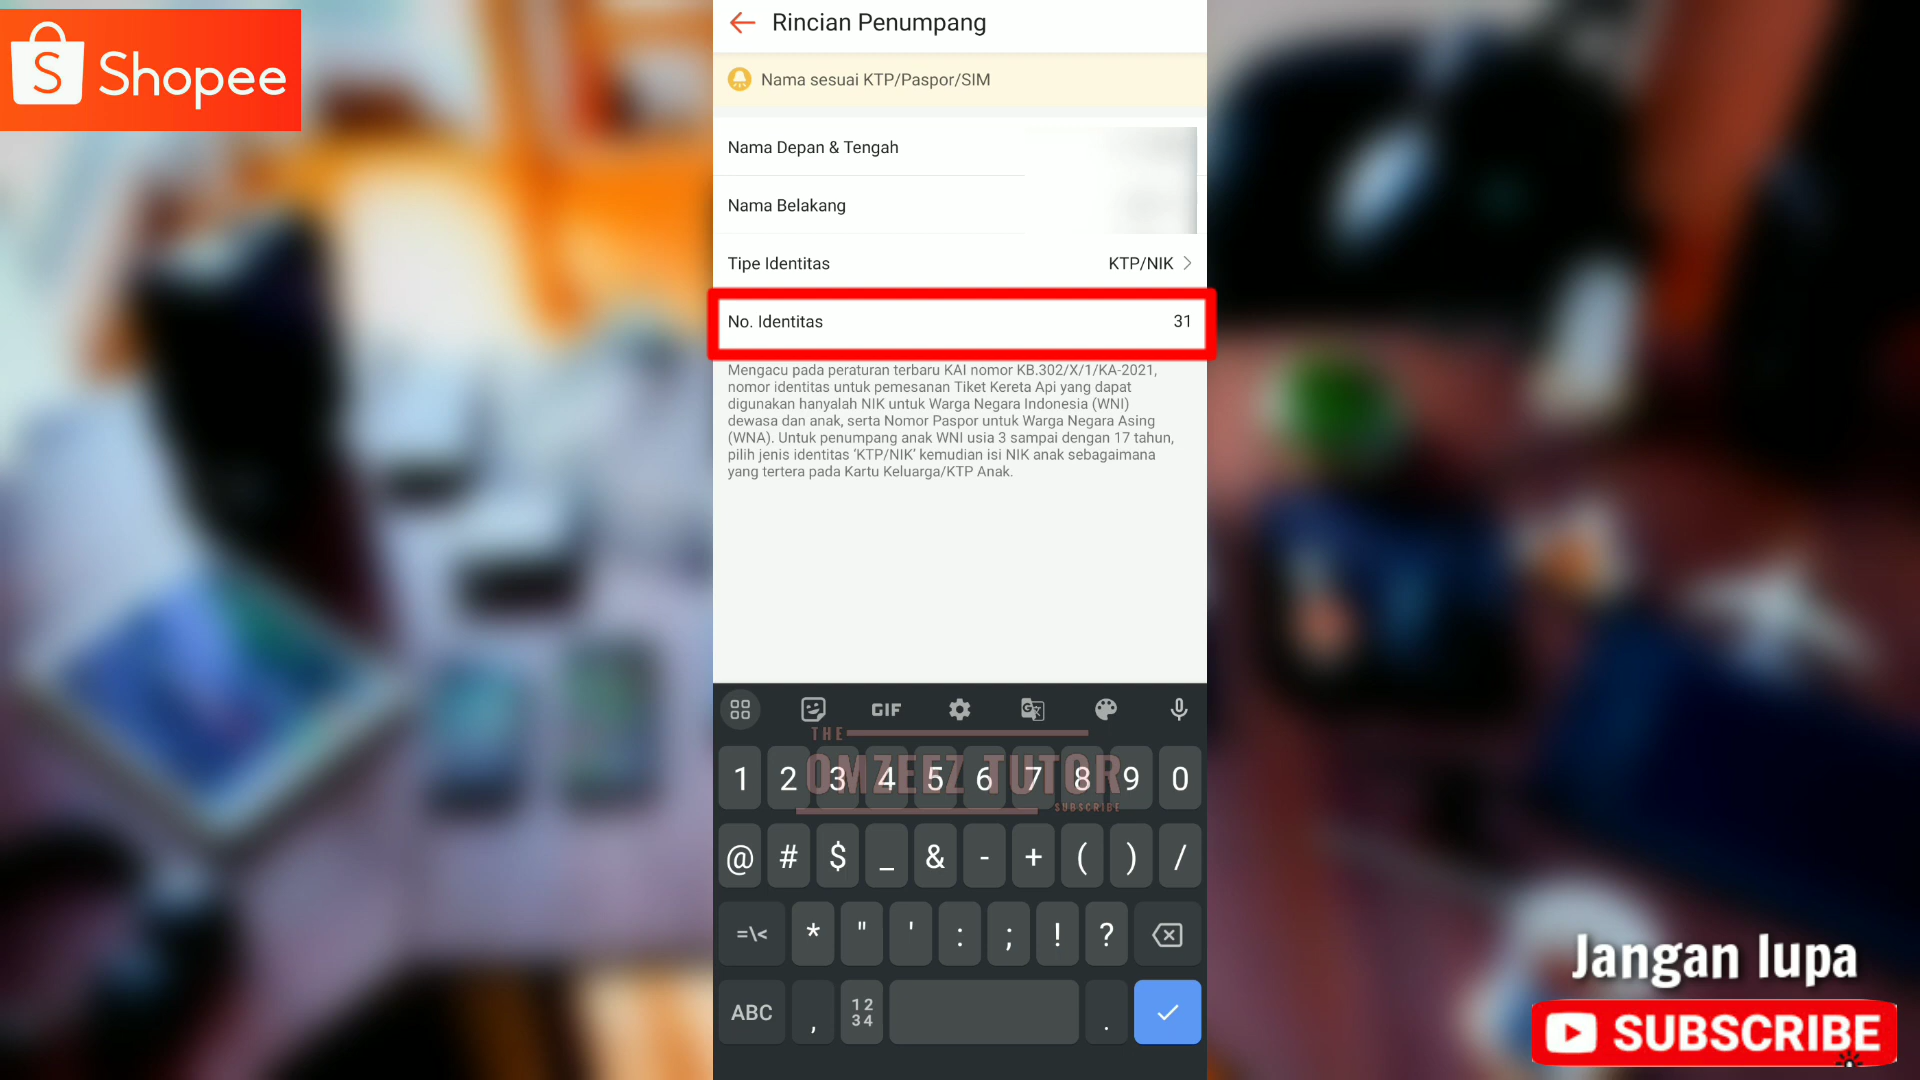 Shopee
Rincian Penumpang
Nama sesuai KTP/Paspor/SIM
Nama Depan & Tengah
Nama Belakang
Tipe Identitas
KTP/NIK
No. Identitas
31
Mengacu pada peraturan terbaru KAI nomor KB.302/X/1/KA-2021,
nomor identitas untuk pemesanan Tiket Kereta Api yang dapat
digunakan hanyalah NIK untuk Warga Negara Indonesia (WNI)
dewasa dan anak, serta Nomor Paspor untuk Warga Negara Asing
(WNA). Untuk penumpang anak WNI usia 3 sampai dengan 17 tahun,
pilih jenis identitas ‘KTP/NIK’ kemudian isi NIK anak sebagaimana
yang tertera pada Kartu Keluarga/KTP Anak.
GIF
THE
OMZEEZ TUTOR
SUBSCRIBE
1 2 3 4 5 6 7 8 9 0
@ # $ _ & - + ( ) /
=\< * " ' : ; ! ?
ABC , 12 34 .
Jangan lupa
SUBSCRIBE